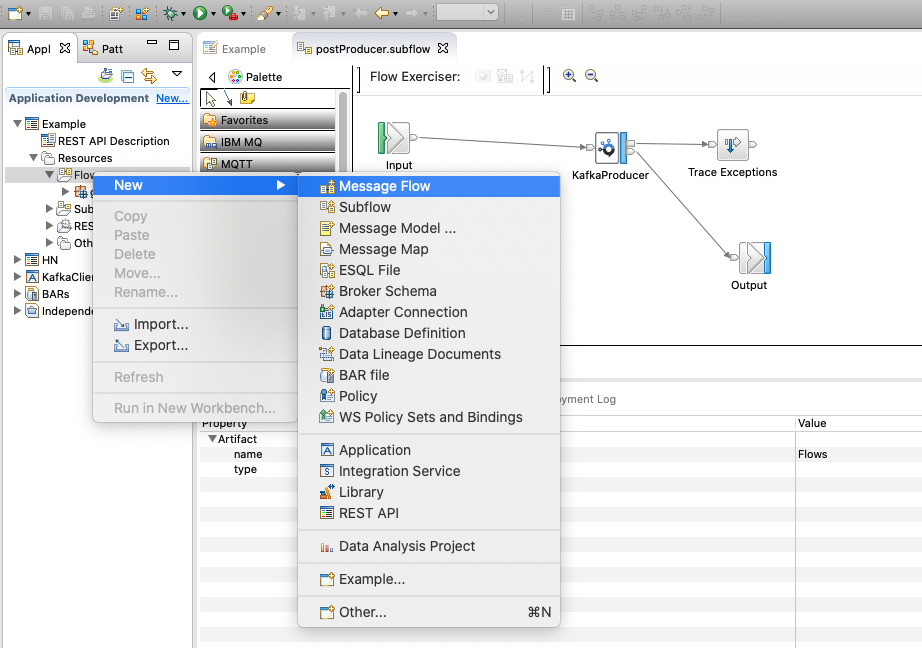 Appl
Patt
Example
postProducer.subflow
Palette
Flow Exerciser:
Application Development New...
Favorites
IBM MQ
MQTT
Example
REST API Description
Resources
Flow
Sub
RES
Oth
HN
KafkaClien
BARs
Independe
Input
KafkaProducer
Trace Exceptions
Output
New
Copy
Paste
Delete
Move...
Rename...
Import...
Export...
Refresh
Run in New Workbench...
Message Flow
Subflow
Message Model ...
Message Map
ESQL File
Broker Schema
Adapter Connection
Database Definition
Data Lineage Documents
BAR file
Policy
WS Policy Sets and Bindings
Application
Integration Service
Library
REST API
Data Analysis Project
Example...
Other... ⌘N
oyment Log
Property Value
Artifact
name Flows
type